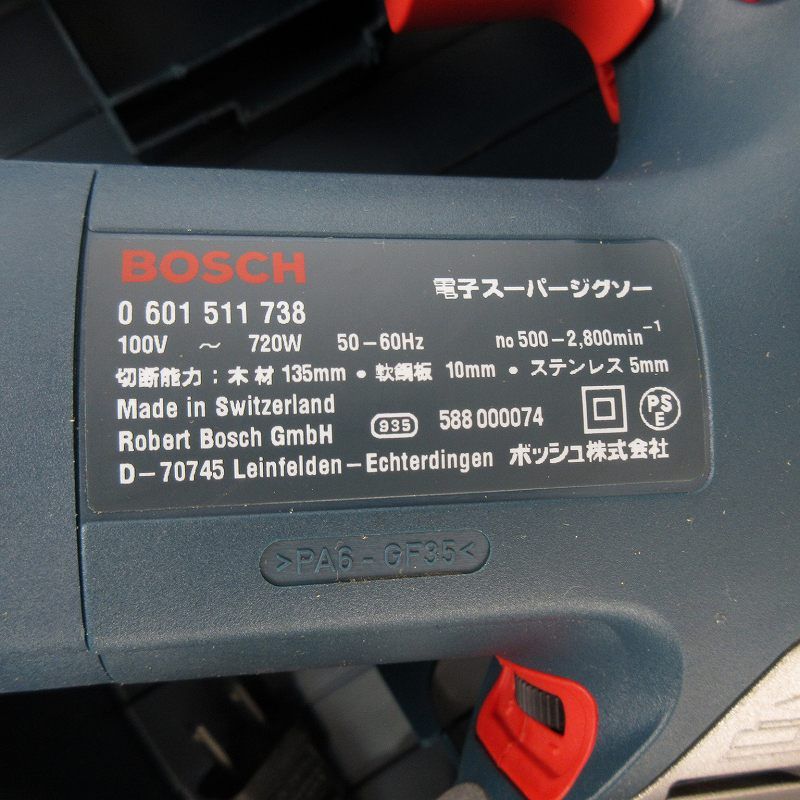 BOSCH
電子スーパージグソー
0 601 511 738
100V ～ 720W 50-60Hz no 500-2,800min⁻¹
切断能力：木材 135mm • 軟鋼板 10mm • ステンレス 5mm
Made in Switzerland
935 588 000074
PSE
Robert Bosch GmbH
D-70745 Leinfelden-Echterdingen ボッシュ株式会社
>PA6-GF35<